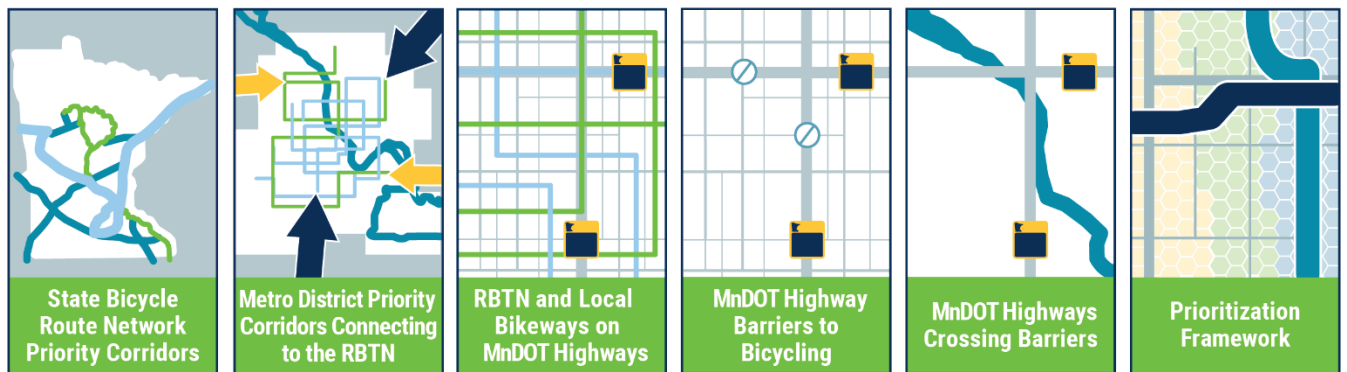 State Bicycle
Route Network
Priority Corridors
Metro District Priority
Corridors Connecting
to the RBTN
RBTN and Local
Bikeways on
MnDOT Highways
MnDOT Highway
Barriers to
Bicycling
MnDOT Highways
Crossing Barriers
Prioritization
Framework